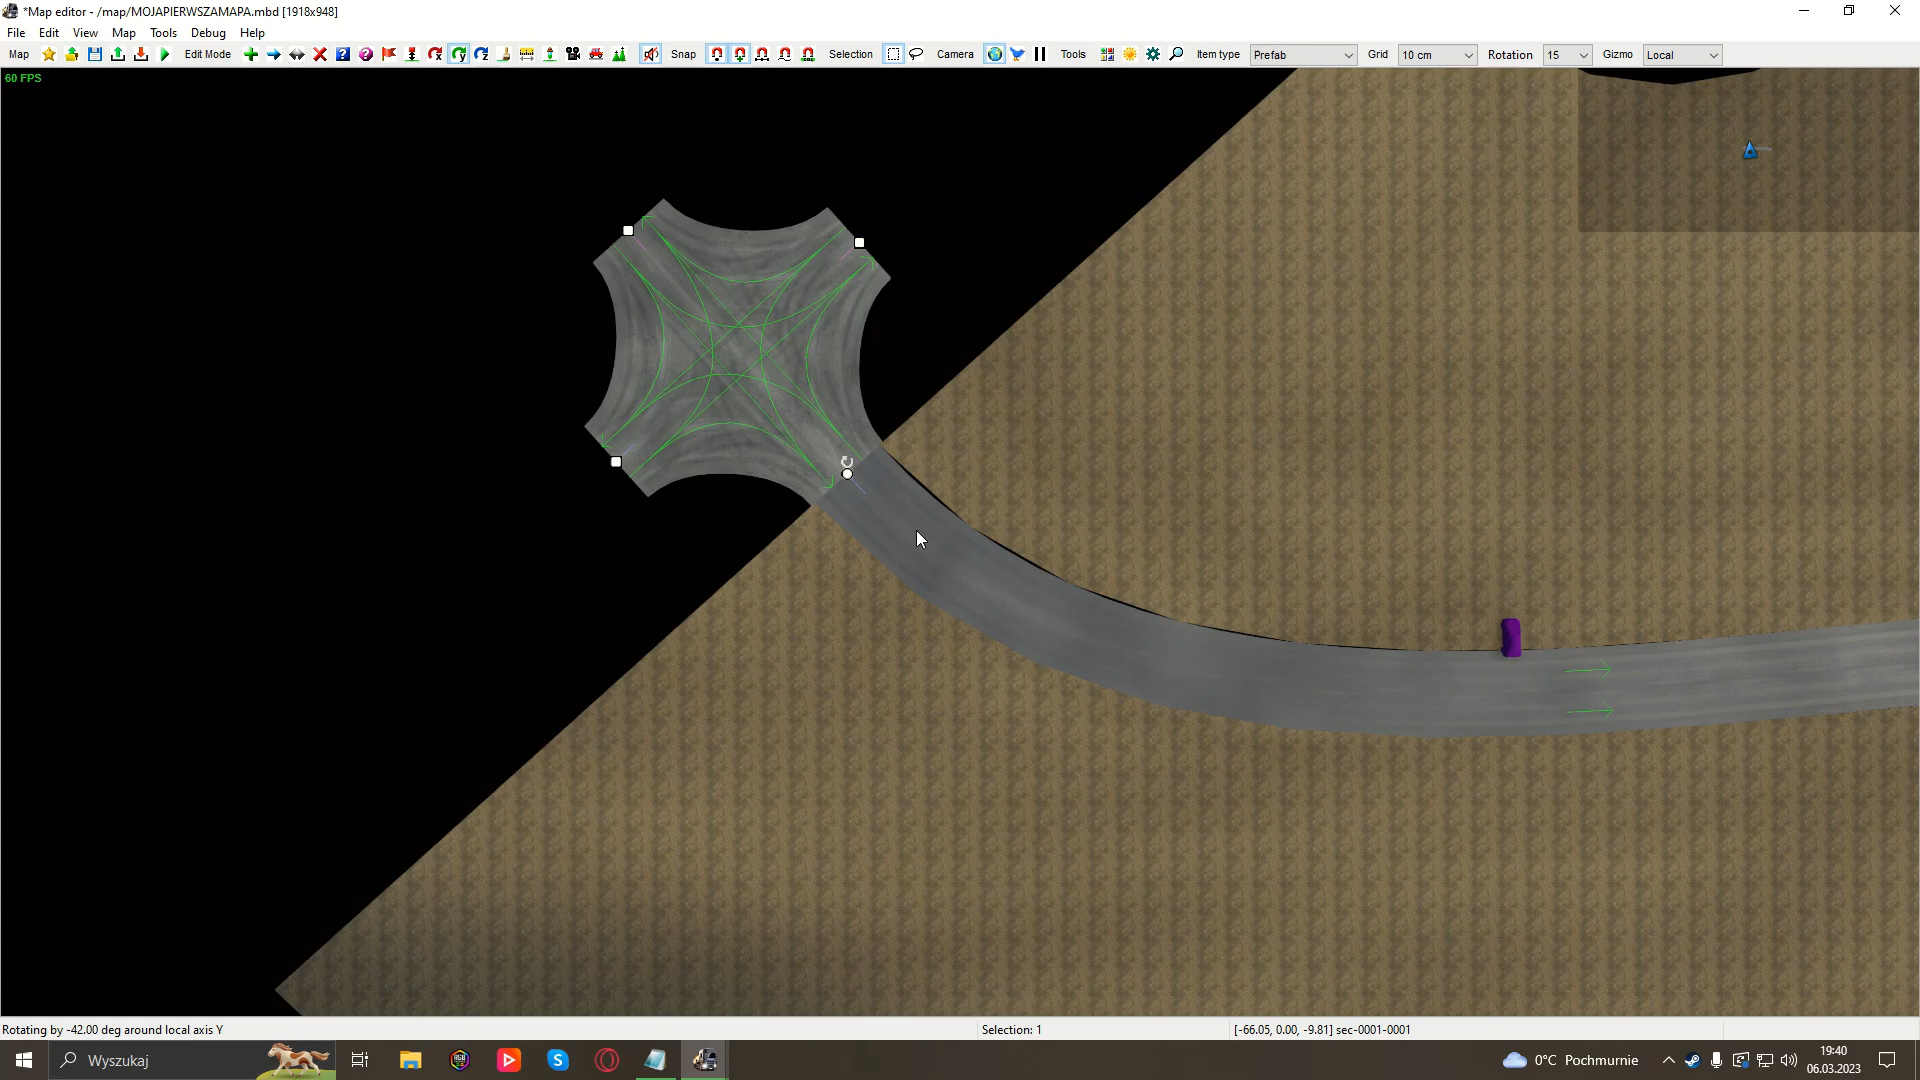 *Map editor - /map/MOJAPIERWSZAMAPA.mbd [1918x948]
File Edit View Map Tools Debug Help
Map Edit Mode Snap Selection Camera Tools Item type Prefab Grid 10 cm Rotation 15 Gizmo Local
60 FPS
Rotating by -42.00 deg around local axis Y Selection: 1 [-66.05, 0.00, -9.81] sec-0001-0001
Wyszukaj 0°C Pochmurnie 19:40
06.03.2023